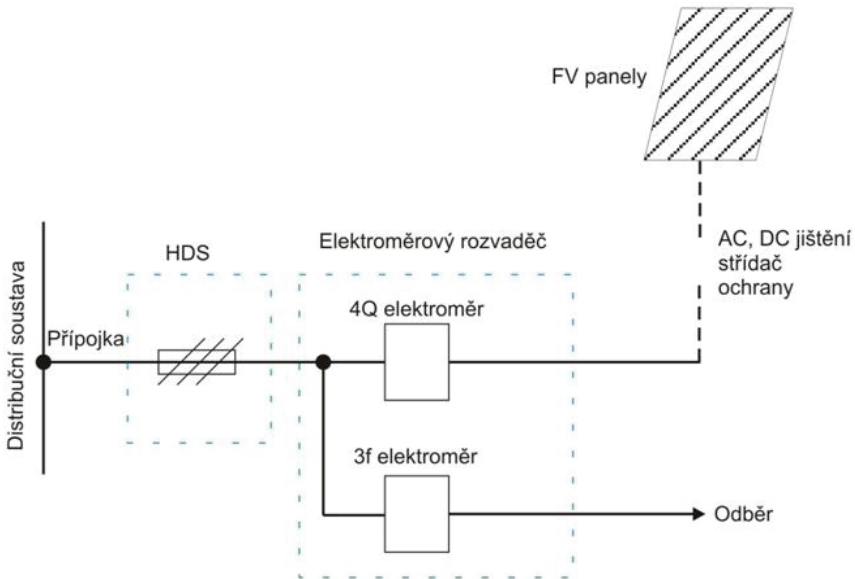 FV panely
AC, DC jištění
střídač
ochrany
Elektroměrový rozvaděč
HDS
4Q elektroměr
Přípojka
Distribuční soustava
3f elektroměr
Odběr